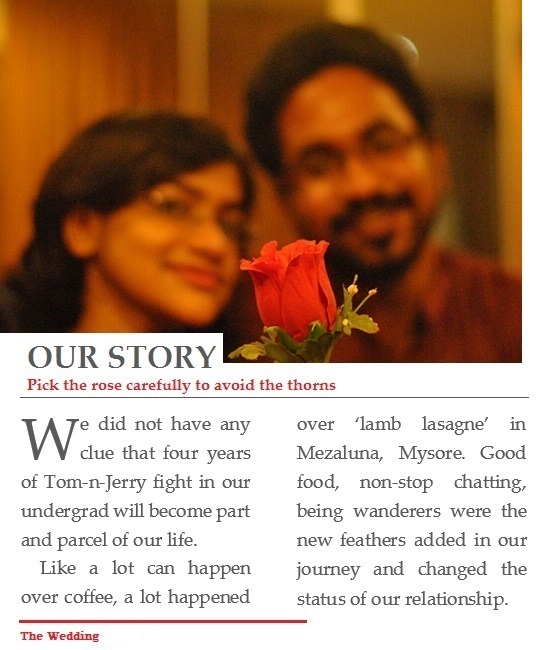 OUR STORY
Pick the rose carefully to avoid the thorns
We did not have any
clue that four years
of Tom-n-Jerry fight in our
undergrad will become part
and parcel of our life.
Like a lot can happen
over coffee, a lot happened
over ‘lamb lasagne’ in
Mezaluna, Mysore. Good
food, non-stop chatting,
being wanderers were the
new feathers added in our
journey and changed the
status of our relationship.
The Wedding